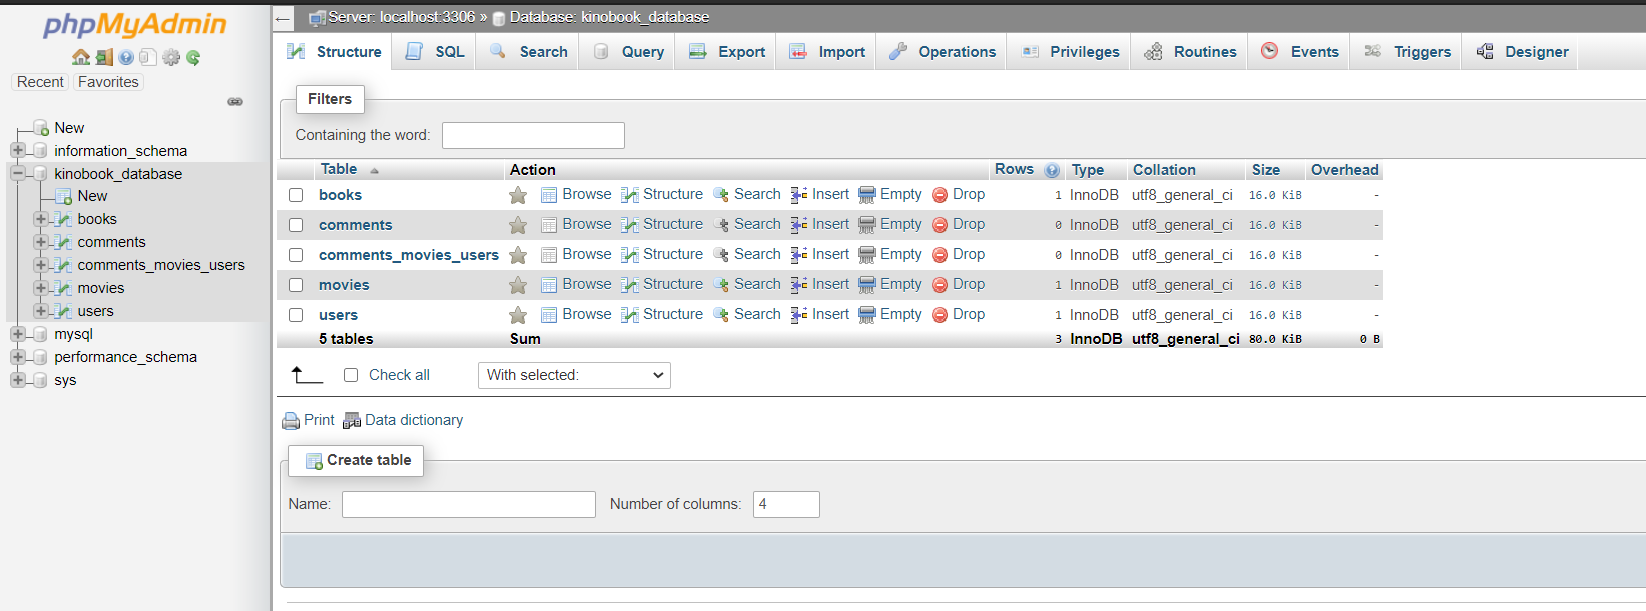 phpMyAdmin
Recent Favorites
New
information_schema
kinobook_database
New
books
comments
comments_movies_users
movies
users
mysql
performance_schema
sys
Server: localhost:3306 » Database: kinobook_database
Structure SQL Search Query Export Import Operations Privileges Routines Events Triggers Designer
Filters
Containing the word:
Table Action Rows Type Collation Size Overhead
books Browse Structure Search Insert Empty Drop 1 InnoDB utf8_general_ci 16.0 KiB -
comments Browse Structure Search Insert Empty Drop 0 InnoDB utf8_general_ci 16.0 KiB -
comments_movies_users Browse Structure Search Insert Empty Drop 0 InnoDB utf8_general_ci 16.0 KiB -
movies Browse Structure Search Insert Empty Drop 1 InnoDB utf8_general_ci 16.0 KiB -
users Browse Structure Search Insert Empty Drop 1 InnoDB utf8_general_ci 16.0 KiB -
5 tables Sum 3 InnoDB utf8_general_ci 80.0 KiB 0 B
Check all With selected:
Print Data dictionary
Create table
Name: Number of columns: 4